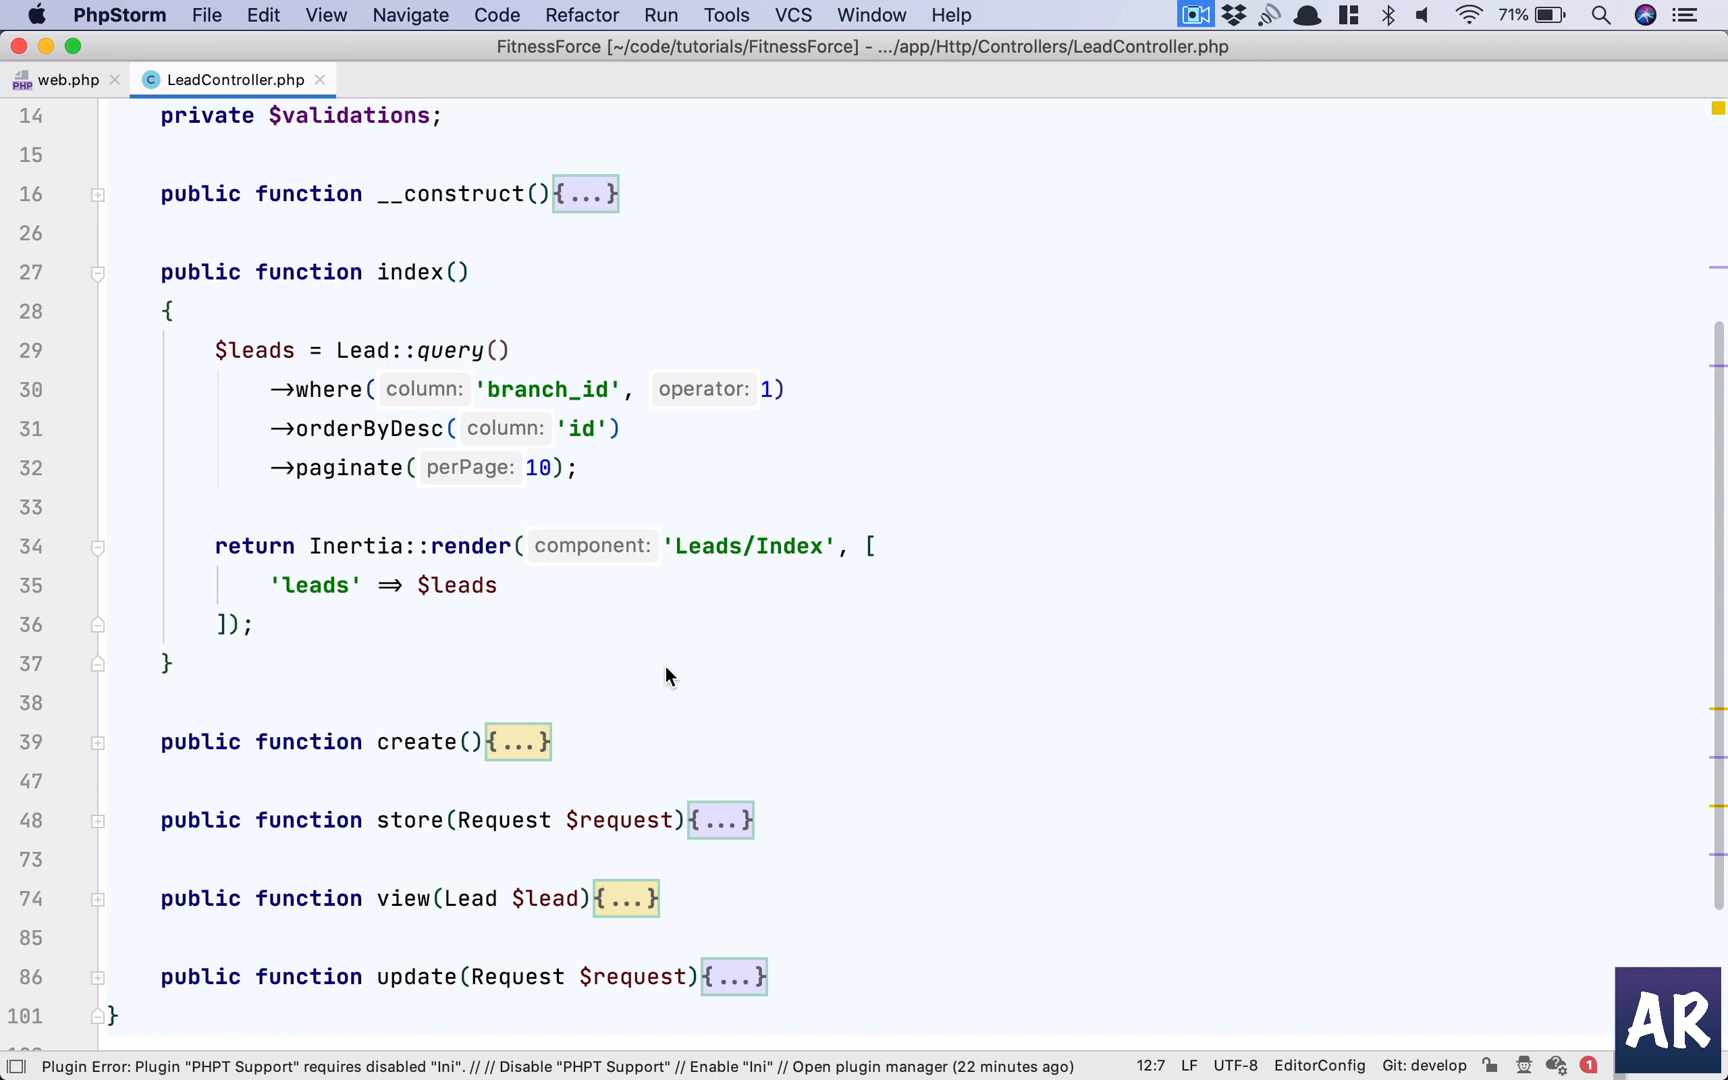 PhpStorm File Edit View Navigate Code Refactor Run Tools VCS Window Help 71%
FitnessForce [~/code/tutorials/FitnessForce] - .../app/Http/Controllers/LeadController.php
PHP web.php C LeadController.php
14 private $validations;
15
16 public function __construct(){...}
26
27 public function index()
28 {
29 $leads = Lead::query()
30 →where( column: 'branch_id', operator: 1)
31 →orderByDesc( column: 'id')
32 →paginate( perPage: 10);
33
34 return Inertia::render( component: 'Leads/Index', [
35 'leads' ⇒ $leads
36 ]);
37 }
38
39 public function create(){...}
47
48 public function store(Request $request){...}
73
74 public function view(Lead $lead){...}
85
86 public function update(Request $request){...}
101 }
AR
Plugin Error: Plugin "PHPT Support" requires disabled "Ini". // // Disable "PHPT Support" // Enable "Ini" // Open plugin manager (22 minutes ago) 12:7 LF UTF-8 EditorConfig Git: develop 1